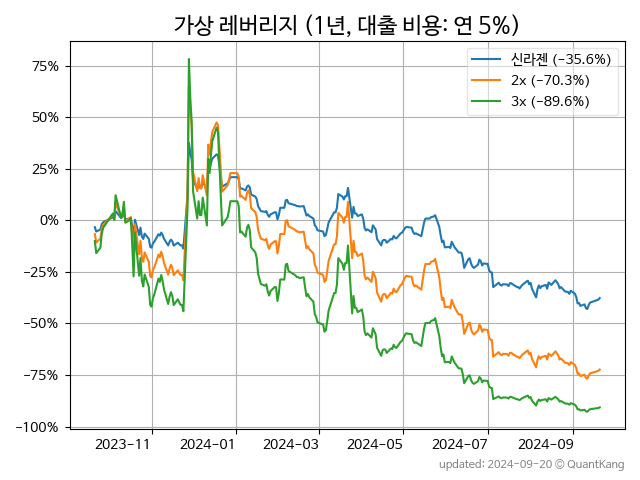 가상 레버리지 (1년, 대출 비용: 연 5%)
신라젠 (−35.6%)
2x (−70.3%)
3x (−89.6%)
75%
50%
25%
0%
−25%
−50%
−75%
−100%
2023-11 2024-01 2024-03 2024-05 2024-07 2024-09
updated: 2024-09-20 © QuantKang